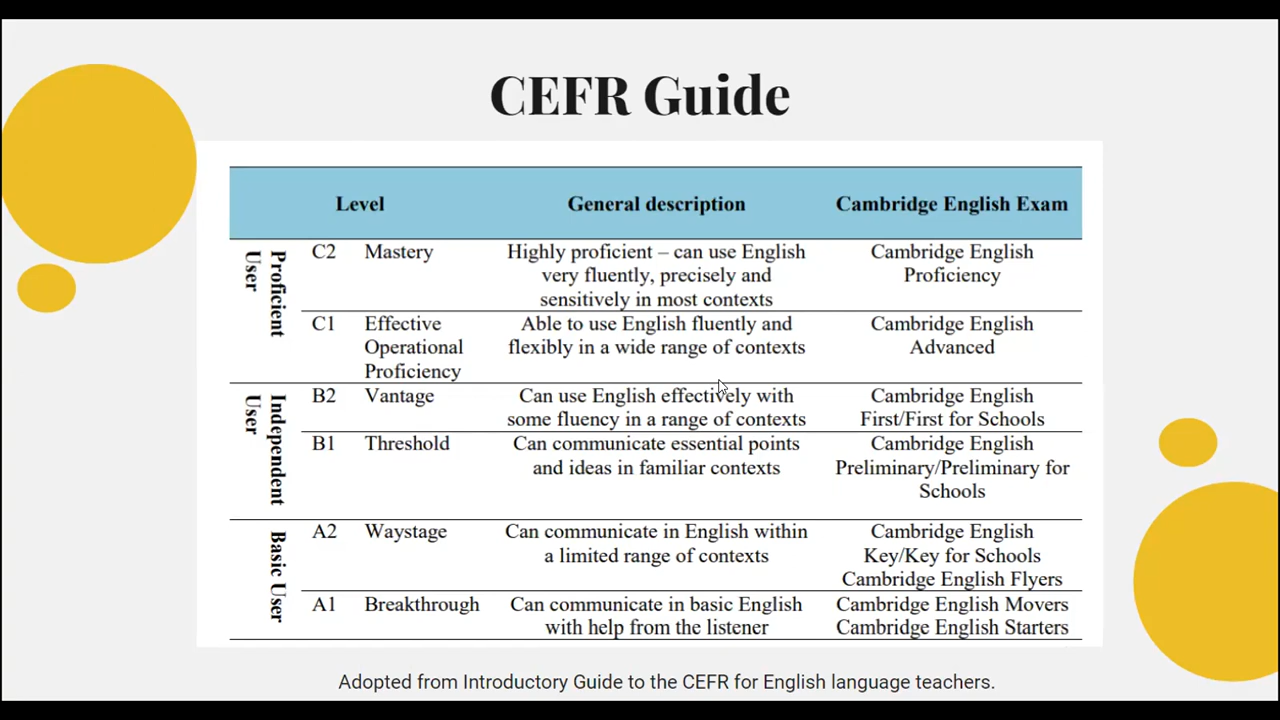 CEFR Guide
Level General description Cambridge English Exam
Proficient
User
C2 Mastery Highly proficient – can use English Cambridge English
very fluently, precisely and Proficiency
sensitively in most contexts
C1 Effective Able to use English fluently and Cambridge English
Operational flexibly in a wide range of contexts Advanced
Proficiency
Independent
User
B2 Vantage Can use English effectively with Cambridge English
some fluency in a range of contexts First/First for Schools
B1 Threshold Can communicate essential points Cambridge English
and ideas in familiar contexts Preliminary/Preliminary for
Schools
Basic User
A2 Waystage Can communicate in English within Cambridge English
a limited range of contexts Key/Key for Schools
Cambridge English Flyers
A1 Breakthrough Can communicate in basic English Cambridge English Movers
with help from the listener Cambridge English Starters
Adopted from Introductory Guide to the CEFR for English language teachers.